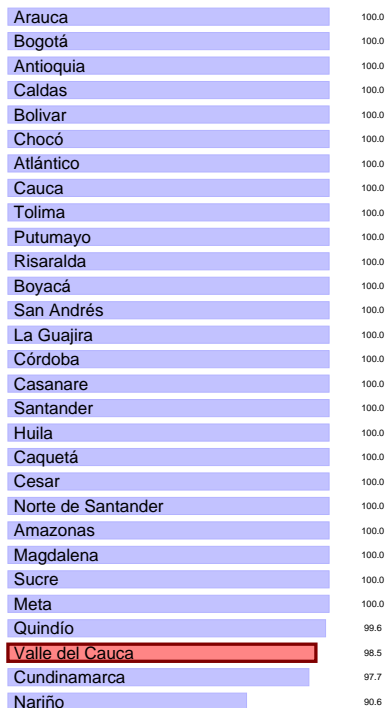 Arauca 100.0
Bogotá 100.0
Antioquia 100.0
Caldas 100.0
Bolivar 100.0
Chocó 100.0
Atlántico 100.0
Cauca 100.0
Tolima 100.0
Putumayo 100.0
Risaralda 100.0
Boyacá 100.0
San Andrés 100.0
La Guajira 100.0
Córdoba 100.0
Casanare 100.0
Santander 100.0
Huila 100.0
Caquetá 100.0
Cesar 100.0
Norte de Santander 100.0
Amazonas 100.0
Magdalena 100.0
Sucre 100.0
Meta 100.0
Quindío 99.6
Valle del Cauca 98.5
Cundinamarca 97.7
Nariño 90.6